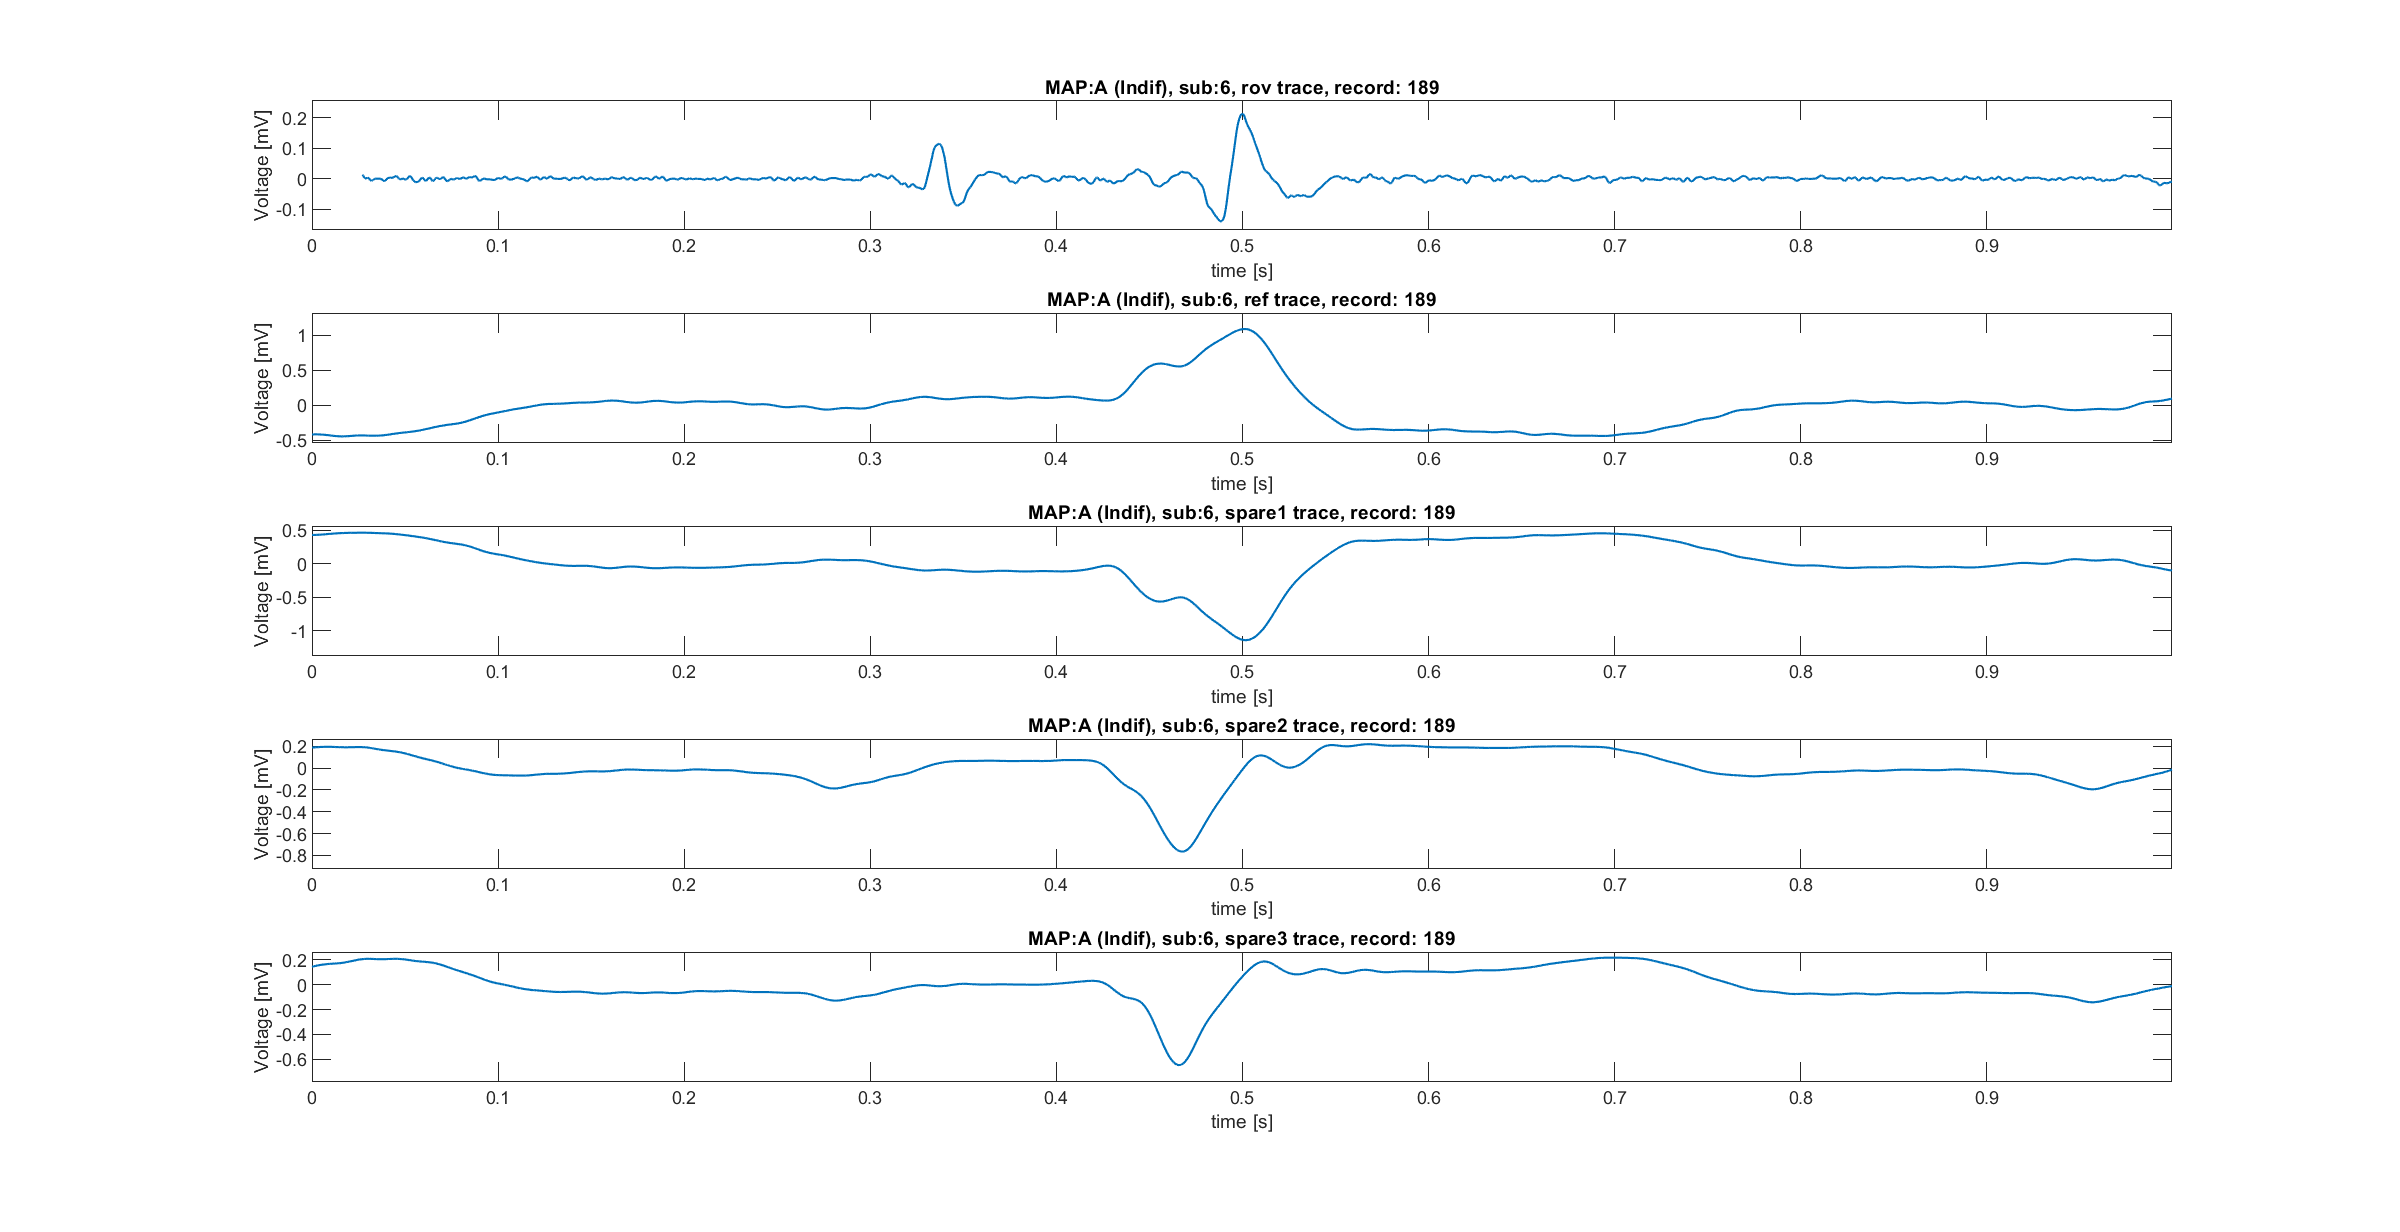 MAP:A (Indif), sub:6, rov trace, record: 189
Voltage [mV]
0.2
0.1
0
-0.1
0 0.1 0.2 0.3 0.4 0.5 0.6 0.7 0.8 0.9
time [s]
MAP:A (Indif), sub:6, ref trace, record: 189
Voltage [mV]
1
0.5
0
-0.5
0 0.1 0.2 0.3 0.4 0.5 0.6 0.7 0.8 0.9
time [s]
MAP:A (Indif), sub:6, spare1 trace, record: 189
Voltage [mV]
0.5
0
-0.5
-1
0 0.1 0.2 0.3 0.4 0.5 0.6 0.7 0.8 0.9
time [s]
MAP:A (Indif), sub:6, spare2 trace, record: 189
Voltage [mV]
0.2
0
-0.2
-0.4
-0.6
-0.8
0 0.1 0.2 0.3 0.4 0.5 0.6 0.7 0.8 0.9
time [s]
MAP:A (Indif), sub:6, spare3 trace, record: 189
Voltage [mV]
0.2
0
-0.2
-0.4
-0.6
0 0.1 0.2 0.3 0.4 0.5 0.6 0.7 0.8 0.9
time [s]